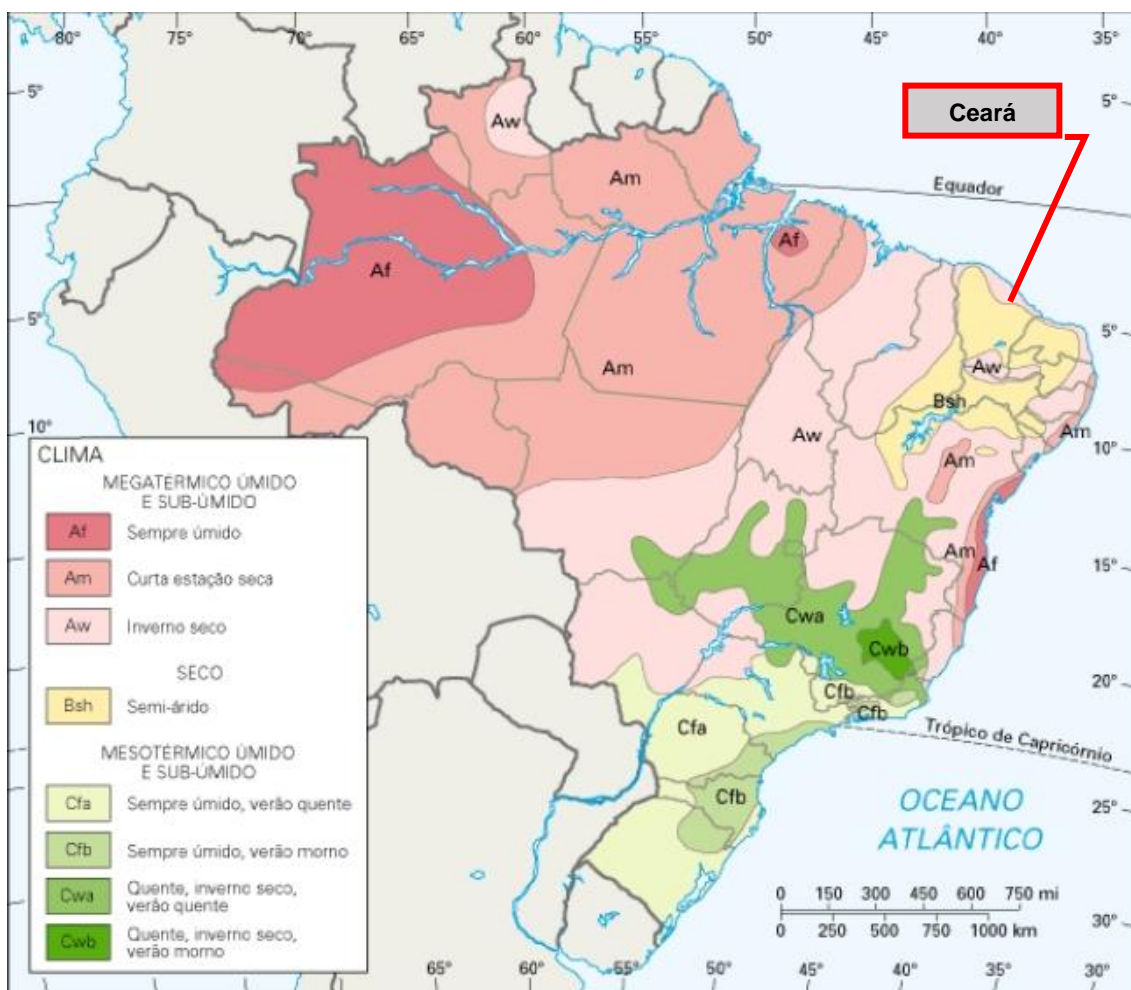 80° 75° 70° 65° 60° 55° 50° 45° 40° 35°
5° 5°
Ceará
Aw
Am
Equador
Af
Af
5° 5°
Am
Aw
Bsh
Aw
10° 10°
Am
Am
CLIMA
MEGATÉRMICO ÚMIDO
E SUB-ÚMIDO
Af Sempre úmido
Am Curta estação seca
Aw Inverno seco
SECO
Bsh Semi-árido
MESOTÉRMICO ÚMIDO
E SUB-ÚMIDO
Cfa Sempre úmido, verão quente
Cfb Sempre úmido, verão morno
Cwa Quente, inverno seco,
verão quente
Cwb Quente, inverno seco,
verão morno
Am
Af
15°
Cwa
Cwb
Cfb
20°
Cfb
Cfa
Trópico de Capricórnio
Cfb
25°
OCEANO
ATLÂNTICO
0 150 300 450 600 750 mi
0 250 500 750 1000 km
30°
65° 60° 55° 50° 45° 40° 35° 30°